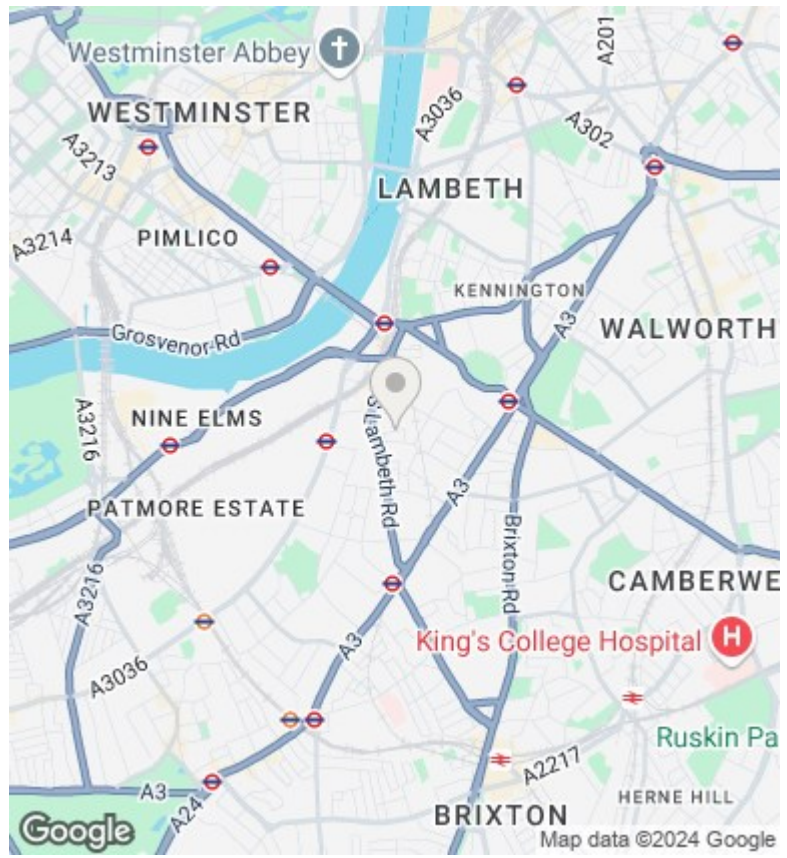 Westminster Abbey
A201
WESTMINSTER
A3036
A302
A3213
LAMBETH
A3214
PIMLICO
KENNINGTON
A3
Grosvenor Rd
WALWORTH
A3216
NINE ELMS
Lambeth Rd
A3
PATMORE ESTATE
Brixton Rd
A3216
CAMBERWE
King's College Hospital
H
A3
A3036
Ruskin Pa
A2217
A3
HERNE HILL
A24
BRIXTON
Google
Map data ©2024 Google